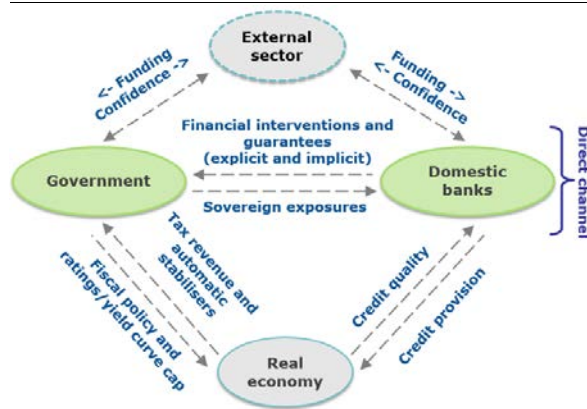 External
sector
<- Funding
Confidence ->
Funding ->
<- Confidence
Financial interventions and
guarantees
(explicit and implicit)
Government
Domestic
banks
Direct channel
Sovereign exposures
Tax revenue and
automatic
stabilisers
Fiscal policy and
ratings/yield curve cap
Credit quality
Credit provision
Real
economy